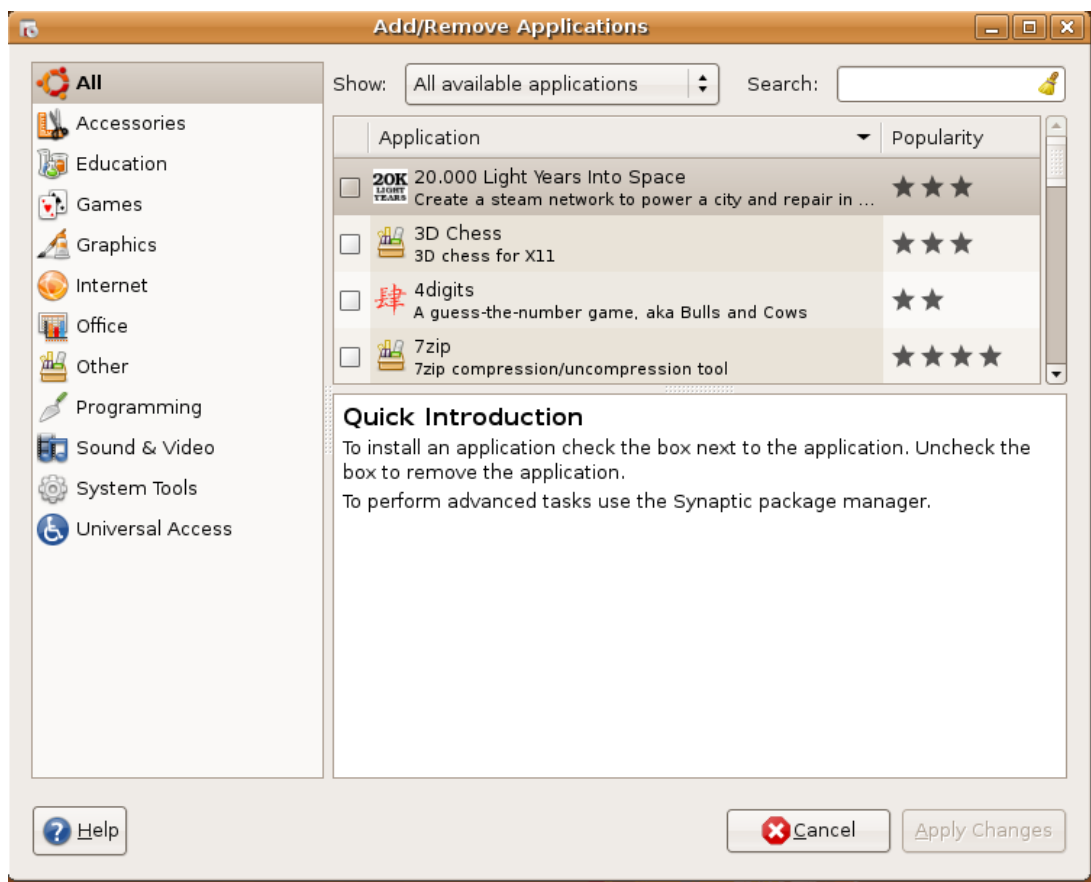 Add/Remove Applications
All
Accessories
Education
Games
Graphics
Internet
Office
Other
Programming
Sound & Video
System Tools
Universal Access
Show: All available applications Search:
Application Popularity
20K LIGHT YEARS
20.000 Light Years Into Space
Create a steam network to power a city and repair in ...
3D Chess
3D chess for X11
肆
4digits
A guess-the-number game, aka Bulls and Cows
7zip
7zip compression/uncompression tool
Quick Introduction
To install an application check the box next to the application. Uncheck the
box to remove the application.
To perform advanced tasks use the Synaptic package manager.
Help
Cancel
Apply Changes